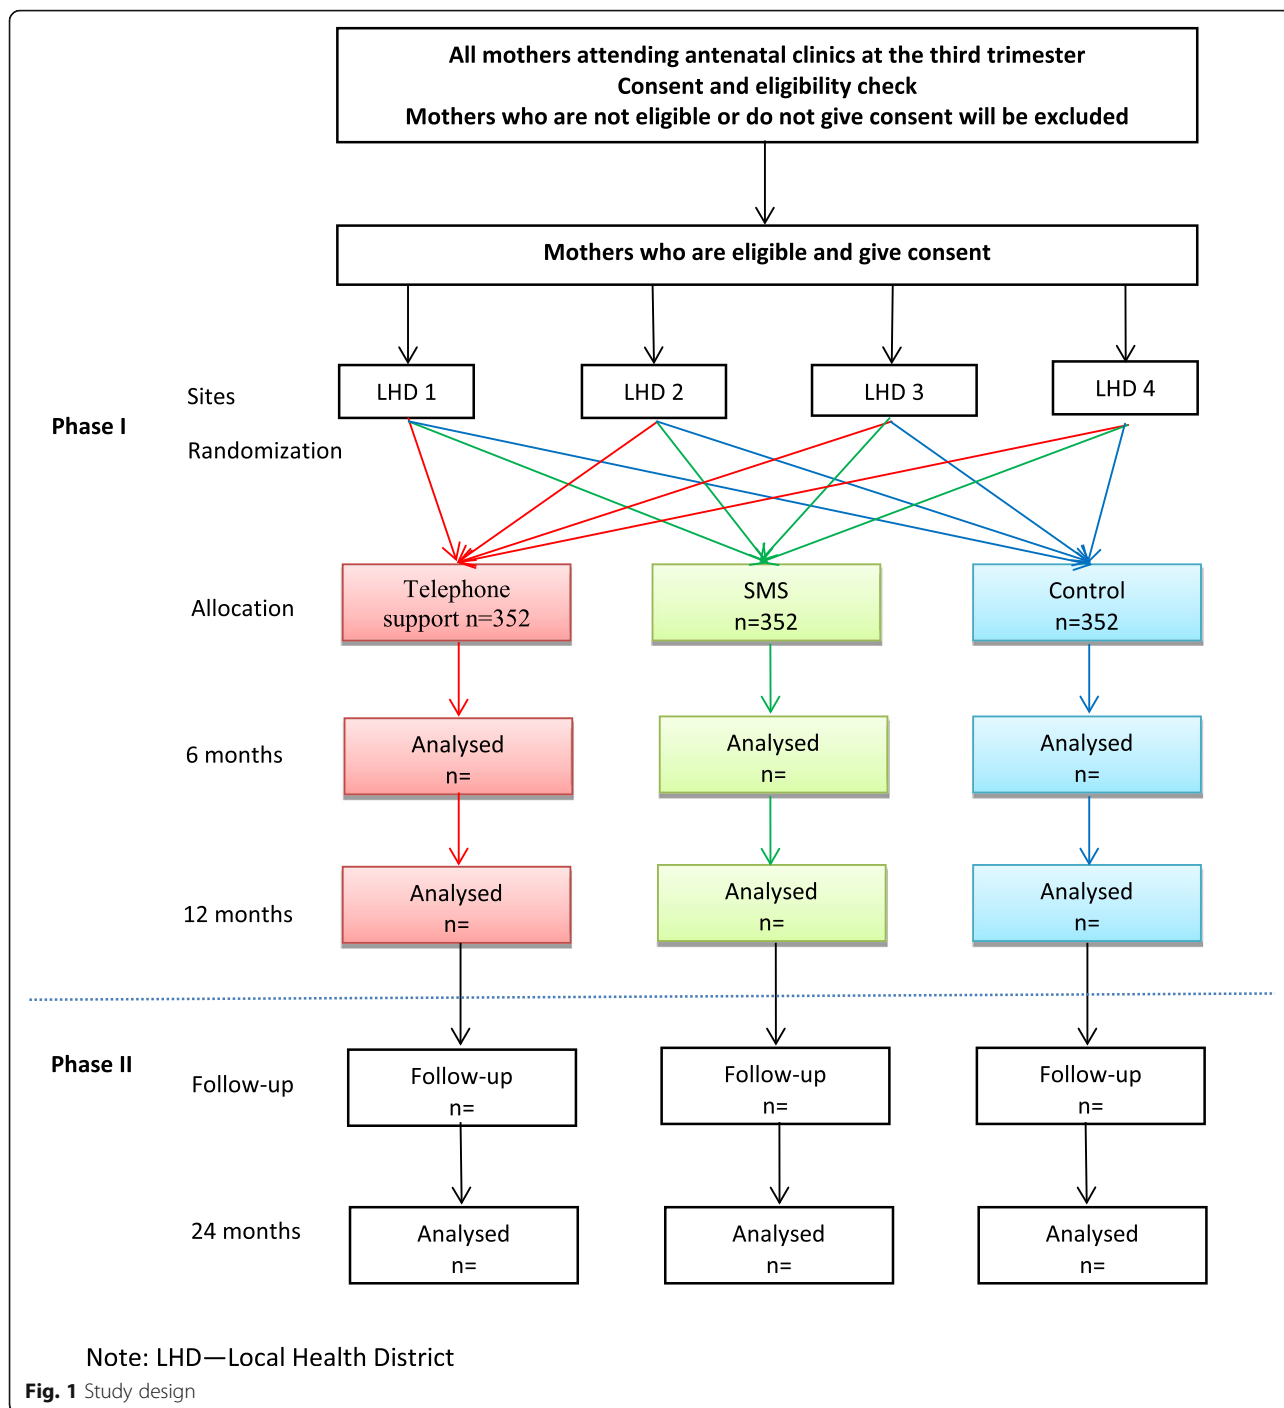 All mothers attending antenatal clinics at the third trimester
Consent and eligibility check
Mothers who are not eligible or do not give consent will be excluded
Mothers who are eligible and give consent
Phase I
Sites
LHD 1
LHD 2
LHD 3
LHD 4
Randomization
Allocation
Telephone
support n=352
SMS
n=352
Control
n=352
6 months
Analysed
n=
Analysed
n=
Analysed
n=
12 months
Analysed
n=
Analysed
n=
Analysed
n=
Phase II
Follow-up
Follow-up
n=
Follow-up
n=
Follow-up
n=
24 months
Analysed
n=
Analysed
n=
Analysed
n=
Note: LHD—Local Health District
Fig. 1 Study design